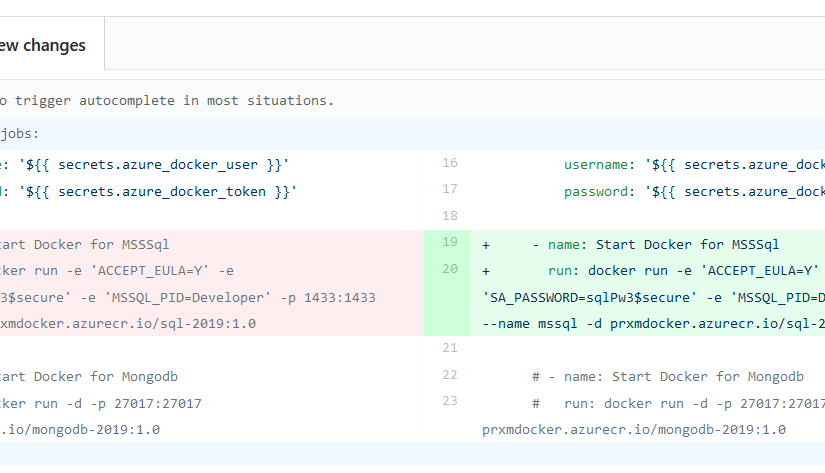 ew changes
o trigger autocomplete in most situations.
jobs:
: '${{ secrets.azure_docker_user }}'
: '${{ secrets.azure_docker_token }}'
tart Docker for MSSSql
cker run -e 'ACCEPT_EULA=Y' -e
3$secure' -e 'MSSQL_PID=Developer' -p 1433:1433
xmdocker.azurecr.io/sql-2019:1.0
tart Docker for Mongodb
cker run -d -p 27017:27017
.io/mongodb-2019:1.0
16 username: '${{ secrets.azure_dock
17 password: '${{ secrets.azure_dock
18
19 + - name: Start Docker for MSSSql
20 + run: docker run -e 'ACCEPT_EULA=Y'
'SA_PASSWORD=sqlPw3$secure' -e 'MSSQL_PID=D
--name mssql -d prxmdocker.azurecr.io/sql-2
21
22 # - name: Start Docker for Mongodb
23 # run: docker run -d -p 27017:27017
prxmdocker.azurecr.io/mongodb-2019:1.0